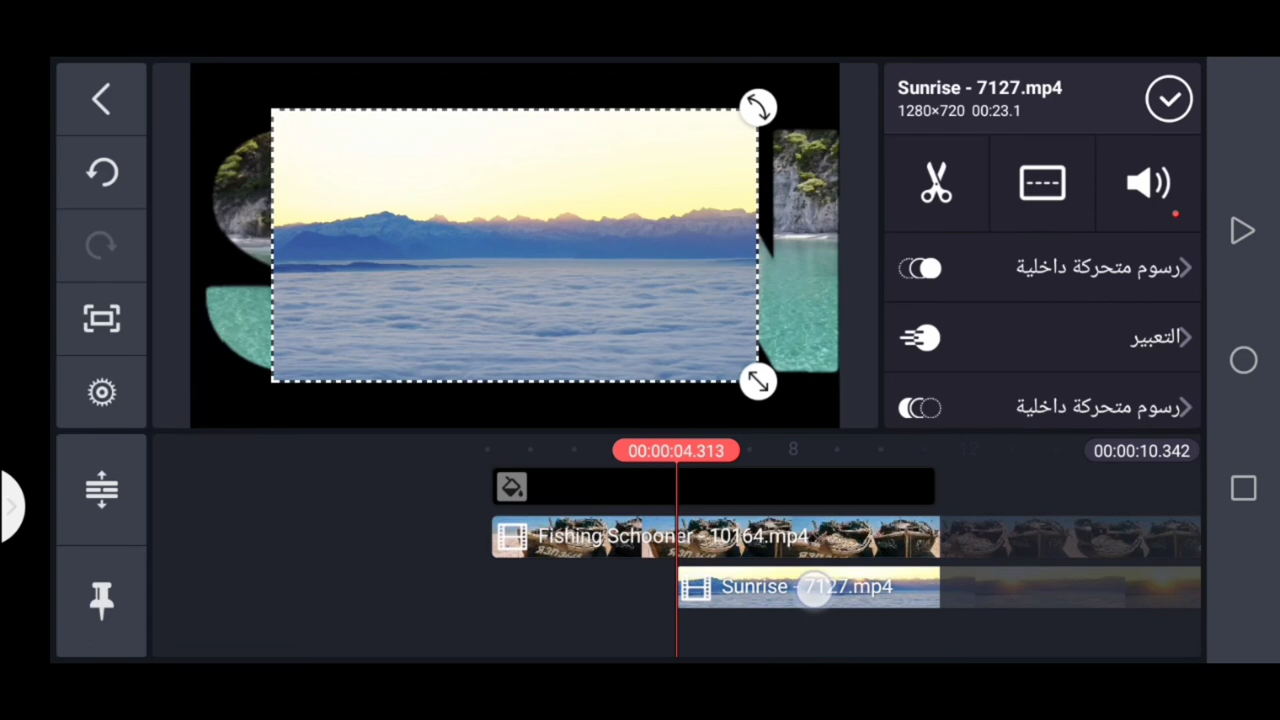 Sunrise - 7127.mp4
1280×720 00:23.1
رسوم متحركة داخلية
التعبير
رسوم متحركة داخلية
00:00:04.313
8
12
00:00:10.342
Fishing Schooner - 10164.mp4
Sunrise - 7127.mp4